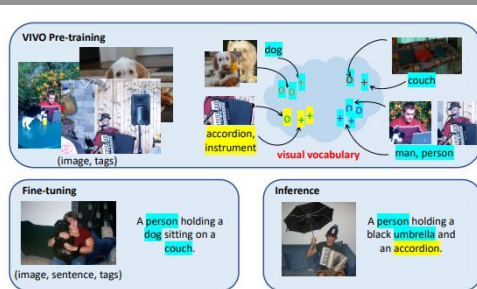 VIVO Pre-training
dog
couch
accordion,
instrument
visual vocabulary
man, person
(image, tags)
Fine-tuning
A person holding a
dog sitting on a
couch.
(image, sentence, tags)
Inference
A person holding a
black umbrella and
an accordion.